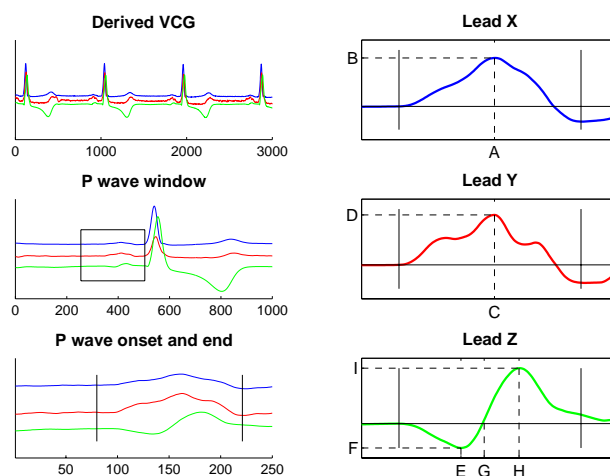 Derived VCG
0 1000 2000 3000
P wave window
0 200 400 600 800 1000
P wave onset and end
50 100 150 200 250
Lead X
B
A
Lead Y
D
C
Lead Z
I
F
E G H